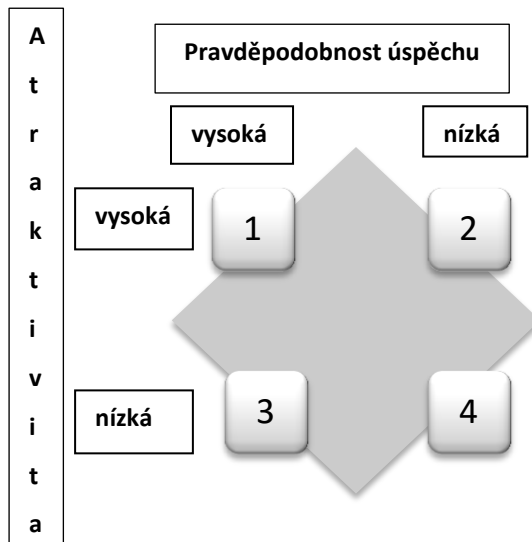 Atraktivita
Pravděpodobnost úspěchu
vysoká
nízká
vysoká
1
2
nízká
3
4